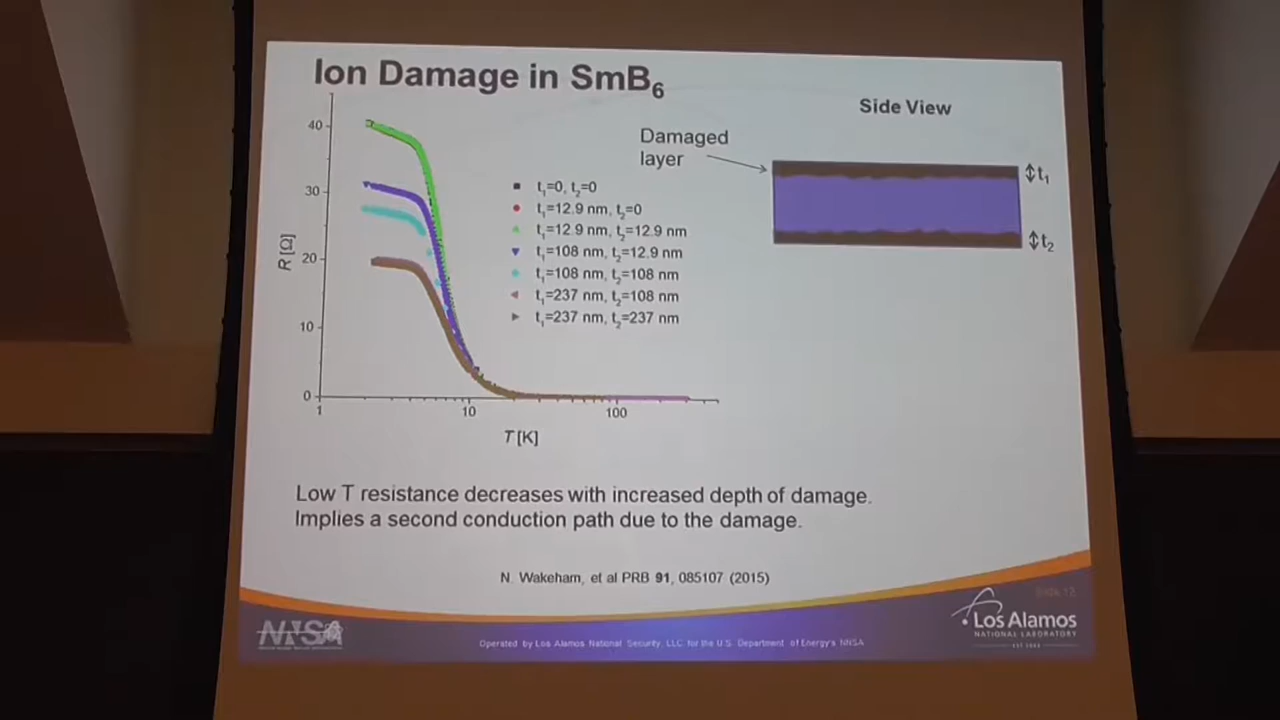 Ion Damage in SmB6
Side View
Damaged
layer
t1
t2
40
30
20
10
0
R [Ω]
1
10
100
T [K]
t1=0, t2=0
t1=12.9 nm, t2=0
t1=12.9 nm, t2=12.9 nm
t1=108 nm, t2=12.9 nm
t1=108 nm, t2=108 nm
t1=237 nm, t2=108 nm
t1=237 nm, t2=237 nm
Low T resistance decreases with increased depth of damage.
Implies a second conduction path due to the damage.
N. Wakeham, et al PRB 91, 085107 (2015)
Slide 12
NNSA
Operated by Los Alamos National Security, LLC for the U.S. Department of Energy's NNSA
Los Alamos
NATIONAL LABORATORY
EST. 1943